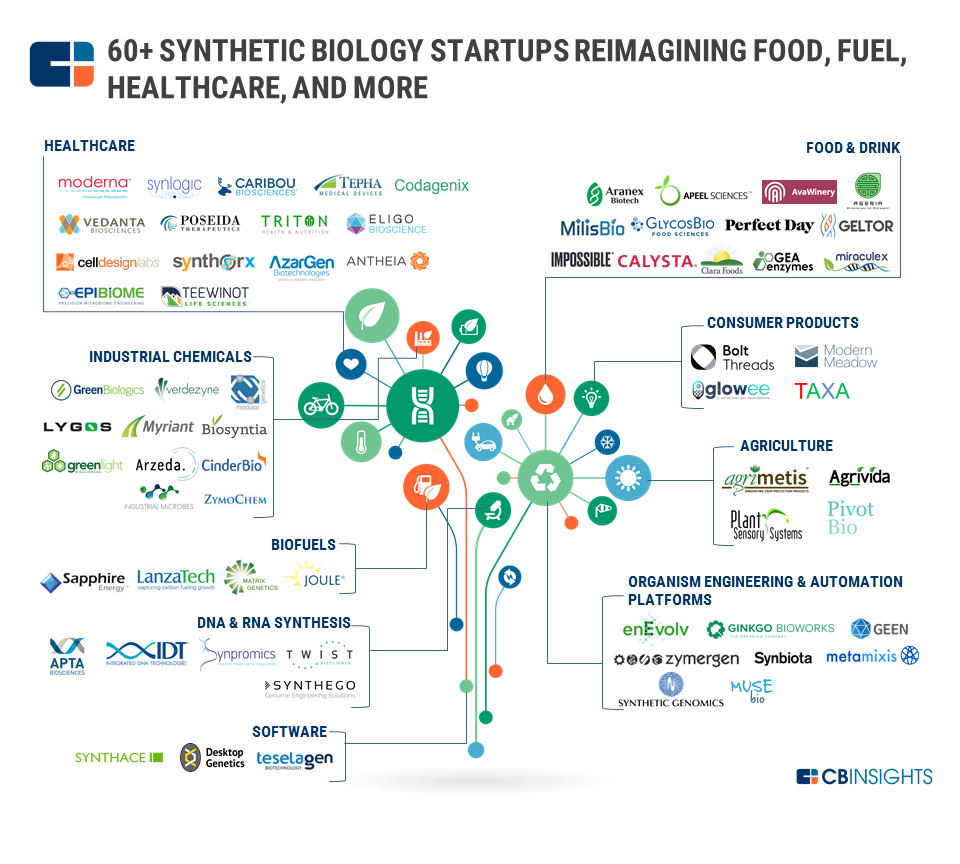 60+ SYNTHETIC BIOLOGY STARTUPS REIMAGINING FOOD, FUEL,
HEALTHCARE, AND MORE
HEALTHCARE
moderna
messenger therapeutics
synlogic
CARIBOU
BIOSCIENCES
TEPHA
MEDICAL DEVICES
Codagenix
VEDANTA
BIOSCIENCES
POSEIDA
THERAPEUTICS
TRITON
HEALTH & NUTRITION
ELIGO
BIOSCIENCE
celldesignlabs
synthorx
AzarGen
Biotechnologies
ANTHEIA
EPIBIOME
PRECISION MICROBIOME ENGINEERING
TEEWINOT
LIFE SCIENCES
FOOD & DRINK
Aranex
Biotech
APEEL SCIENCES
AvaWinery
AGERIA
MilisBio
GLYCOSBIO
FOOD SCIENCES
Perfect Day
GELTOR
IMPOSSIBLE
CALYSTA
Clara Foods
GEA
enzymes
miraculex
INDUSTRIAL CHEMICALS
GreenBiologics
verdezyne
modular
genetics
LYGOS
Myriant
Biosyntia
greenlight
BIOSCIENCES
Arzeda.
CinderBio
INDUSTRIAL MICROBES
ZYMOCHEM
CONSUMER PRODUCTS
Bolt
Threads
Modern
Meadow
glowee
TAXA
AGRICULTURE
agrimetis
INNOVATING CROP PROTECTION PRODUCTS
Agrivida
Plant
Sensory Systems
Pivot
Bio
BIOFUELS
Sapphire
Energy
LanzaTech
capturing carbon fueling growth
MATRIX
GENETICS
JOULE
DNA & RNA SYNTHESIS
APTA
BIOSCIENCES
IDT
INTEGRATED DNA TECHNOLOGIES
Synpromics
TWIST
BIOSCIENCE
SYNTHEGO
Genome Engineering Solutions
ORGANISM ENGINEERING & AUTOMATION
PLATFORMS
enEvolv
GINKGO BIOWORKS
THE ORGANISM COMPANY
GEEN
zymergen
Synbiota
metamixis
SYNTHETIC GENOMICS
MUSE
bio
SOFTWARE
SYNTHACE
Desktop
Genetics
teselagen
BIOTECHNOLOGY
CBINSIGHTS